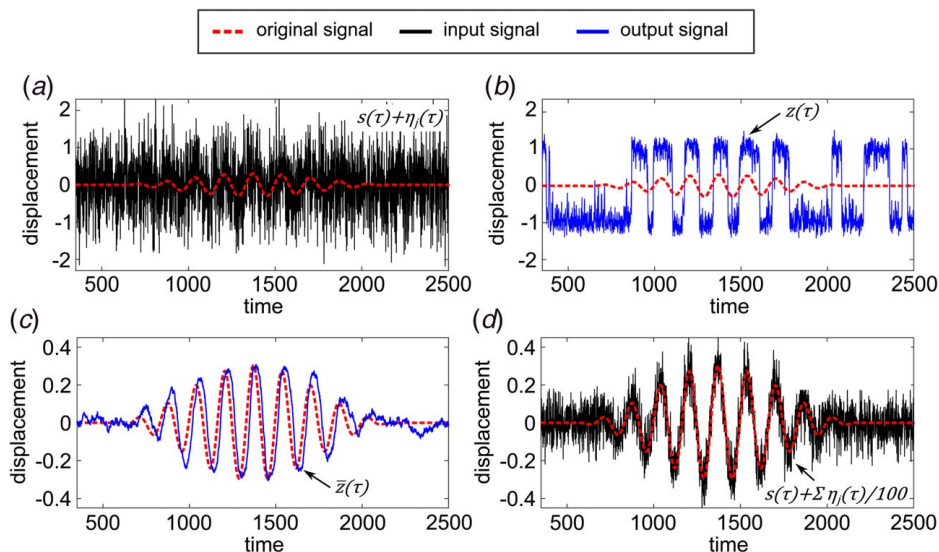 original signal input signal output signal
(a)
s(τ)+η_j(τ)
displacement
2
1
0
-1
-2
500 1000 1500 2000 2500
time
(b)
z(τ)
displacement
2
1
0
-1
-2
500 1000 1500 2000 2500
time
(c)
displacement
0.4
0.2
0
-0.2
-0.4
z̄(τ)
500 1000 1500 2000 2500
time
(d)
displacement
0.4
0.2
0
-0.2
0.4
s(τ)+Σ η_j(τ)/100
500 1000 1500 2000 2500
time